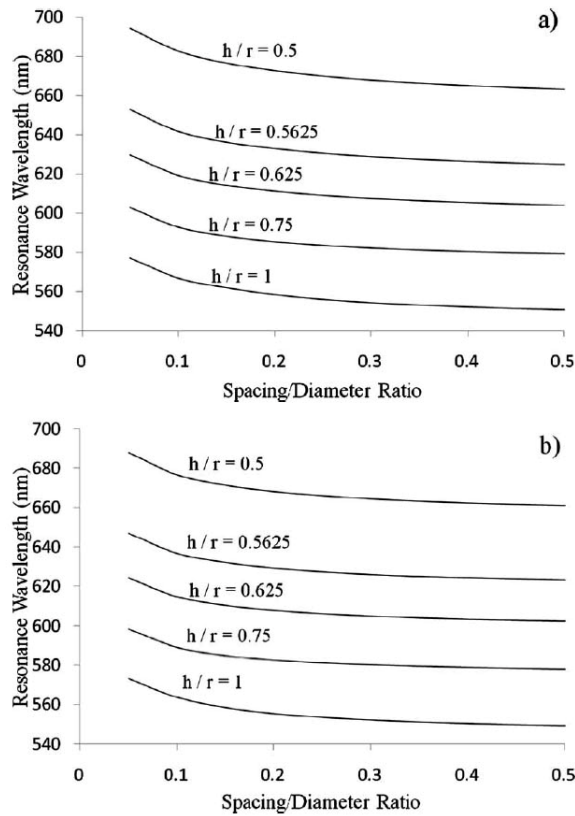 a)
700
680
660
640
620
600
580
560
540
Resonance Wavelength (nm)
h / r = 0.5
h / r = 0.5625
h / r = 0.625
h / r = 0.75
h / r = 1
0 0.1 0.2 0.3 0.4 0.5
Spacing/Diameter Ratio
b)
700
680
660
640
620
600
580
560
540
Resonance Wavelength (nm)
h / r = 0.5
h / r = 0.5625
h / r = 0.625
h / r = 0.75
h / r = 1
0 0.1 0.2 0.3 0.4 0.5
Spacing/Diameter Ratio